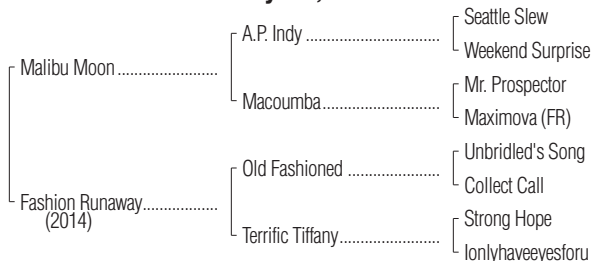 Seattle Slew
A.P. Indy ..............................
Weekend Surprise
Malibu Moon ......................
Mr. Prospector
Macoumba..........................
Maximova (FR)
Unbridled's Song
Old Fashioned ....................
Collect Call
Fashion Runaway................
(2014)
Strong Hope
Terrific Tiffany......................
Ionlyhaveeyesforu